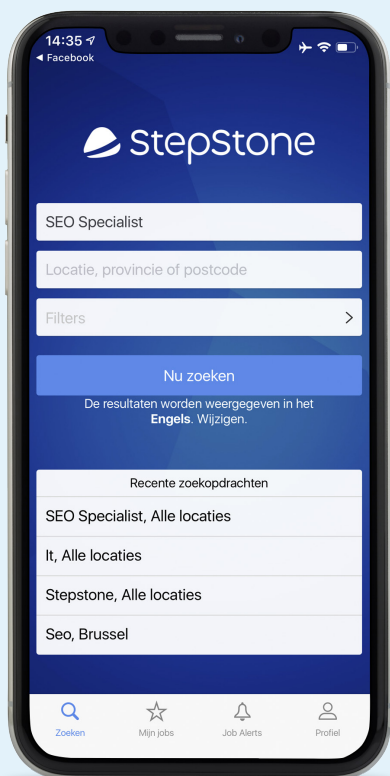 14:35
◀ Facebook
StepStone
SEO Specialist
Locatie, provincie of postcode
Filters
Nu zoeken
De resultaten worden weergegeven in het
Engels. Wijzigen.
Recente zoekopdrachten
SEO Specialist, Alle locaties
It, Alle locaties
Stepstone, Alle locaties
Seo, Brussel
Zoeken
Mijn jobs
Job Alerts
Profiel